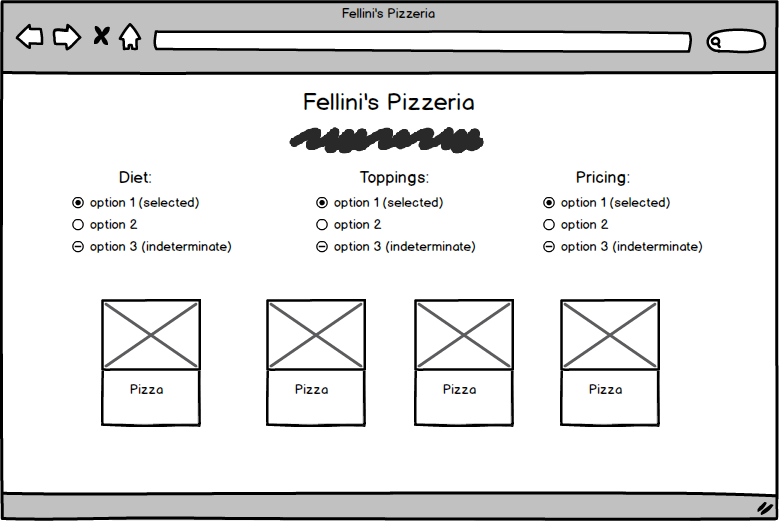 Fellini's Pizzeria
Fellini's Pizzeria
Diet: Toppings: Pricing:
option 1 (selected) option 1 (selected) option 1 (selected)
option 2 option 2 option 2
option 3 (indeterminate) option 3 (indeterminate) option 3 (indeterminate)
Pizza Pizza Pizza Pizza